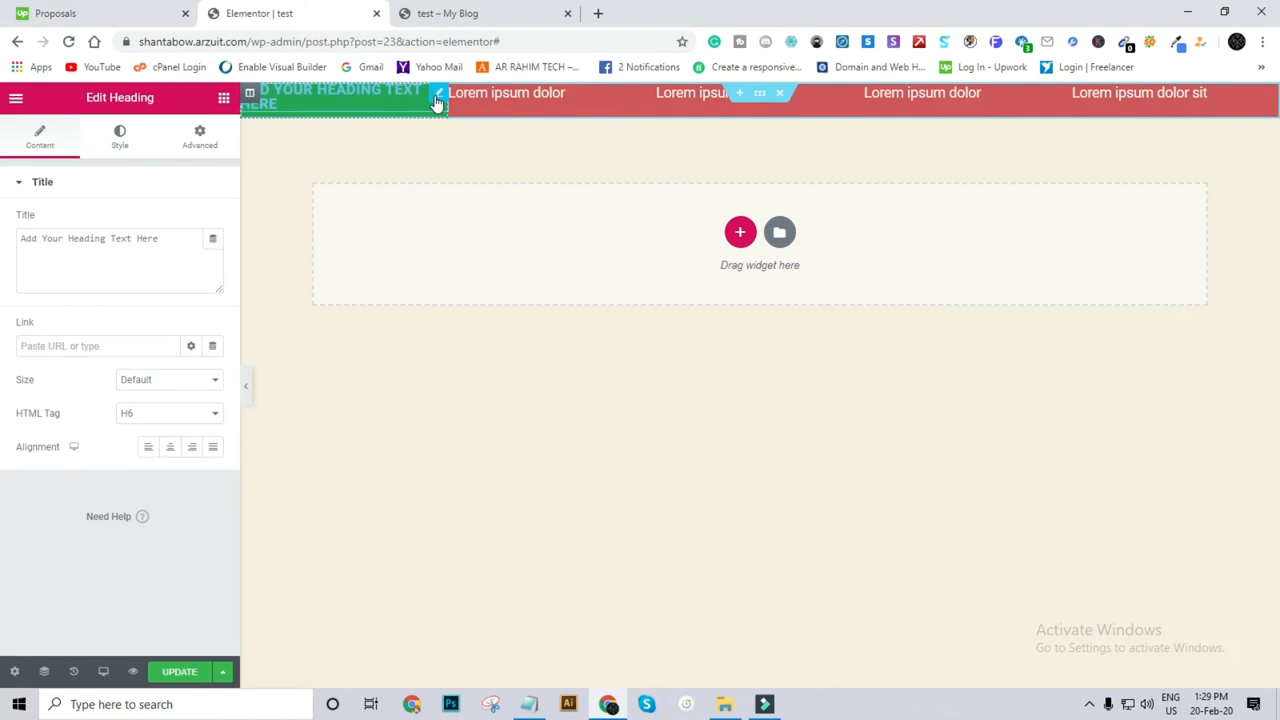 Proposals
Elementor | test
test – My Blog
shantabow.arzuit.com/wp-admin/post.php?post=23&action=elementor#
Apps
YouTube
cPanel Login
Enable Visual Builder
Gmail
Yahoo Mail
AR RAHIM TECH –...
2 Notifications
Create a responsive...
Domain and Web H...
Log In - Upwork
Login | Freelancer
Edit Heading
D YOUR HEADING TEXT
HERE
Lorem ipsum dolor
Lorem ipsu
Lorem ipsum dolor
Lorem ipsum dolor sit
Content
Style
Advanced
Title
Title
Add Your Heading Text Here
Link
Paste URL or type
Size
Default
HTML Tag
H6
Alignment
Drag widget here
Need Help
UPDATE
Activate Windows
Go to Settings to activate Windows.
Type here to search
ENG
US
1:29 PM
20-Feb-20